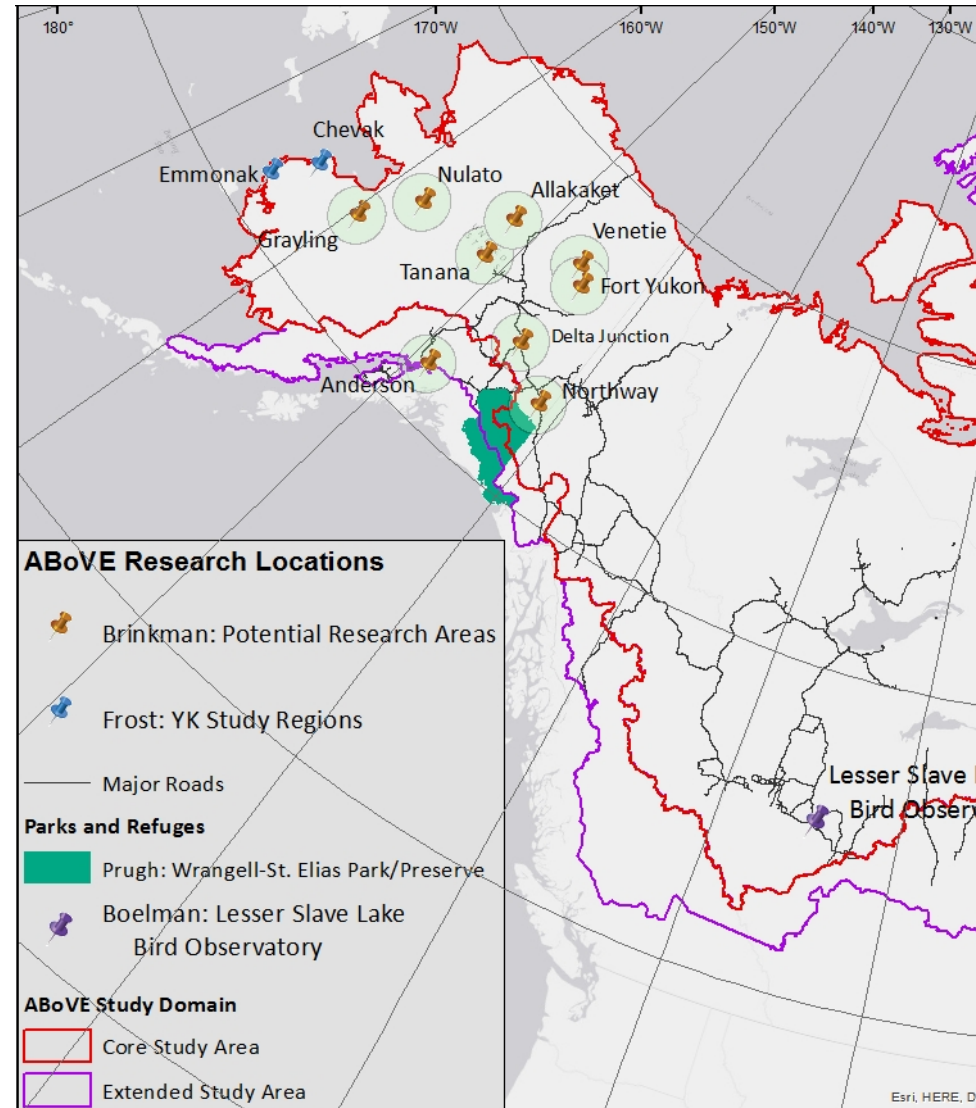 180°
170°W
160°W
150°W
140°W
130°W
Chevak
Emmonak
Nulato
Allakaket
Grayling
Venetie
Tanana
Fort Yukon
Delta Junction
Anderson
Northway
ABoVE Research Locations
Brinkman: Potential Research Areas
Frost: YK Study Regions
Major Roads
Parks and Refuges
Prugh: Wrangell-St. Elias Park/Preserve
Boelman: Lesser Slave Lake
Bird Observatory
ABoVE Study Domain
Core Study Area
Extended Study Area
Lesser Slave
Bird Observ
Esri, HERE, D